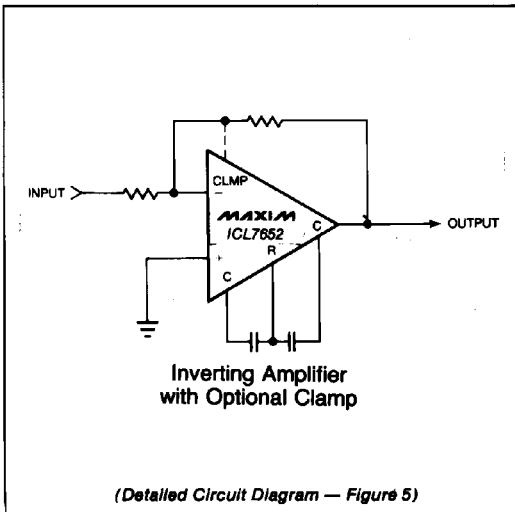 CLMP
INPUT
−
MAXIM
C
OUTPUT
ICL7652
+
R
C
Inverting Amplifier
with Optional Clamp
(Detailed Circuit Diagram — Figure 5)